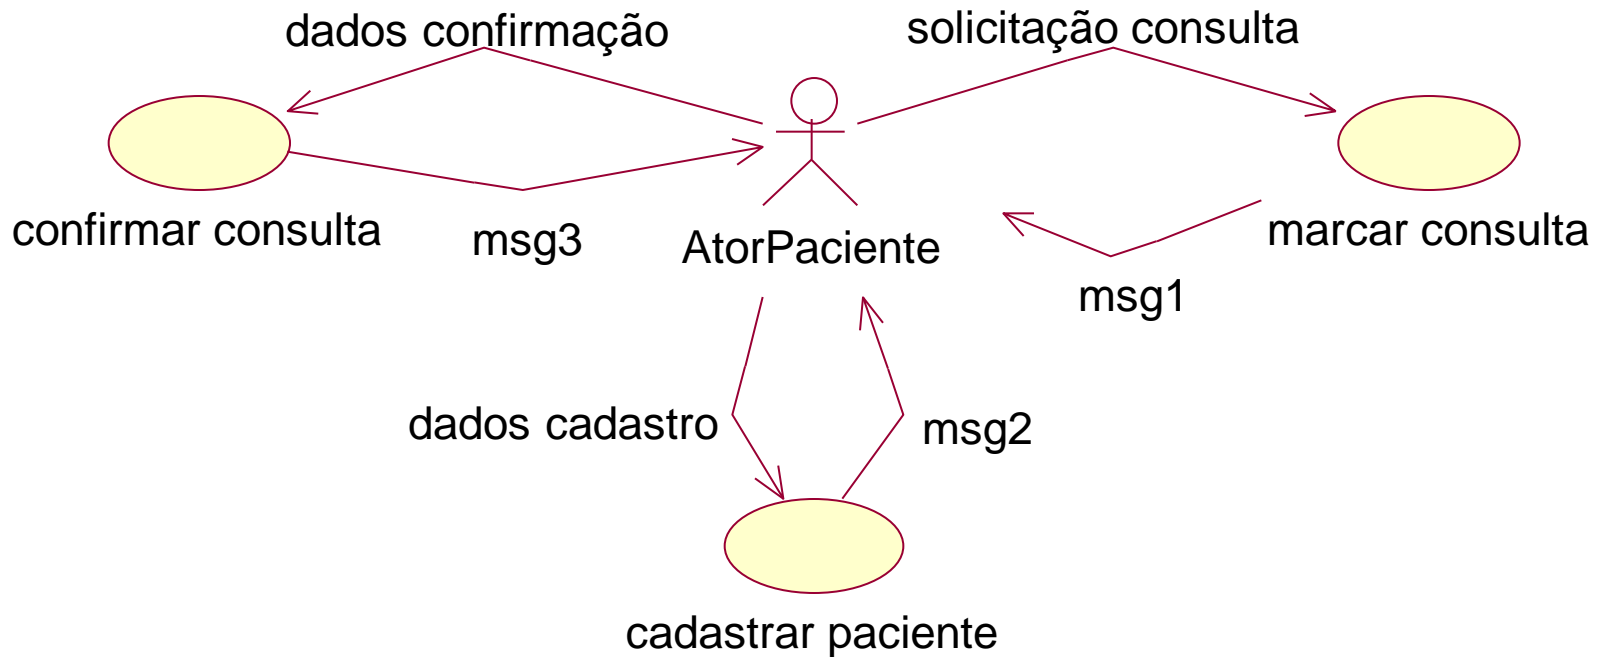 dados confirmação
solicitação consulta
confirmar consulta
msg3
AtorPaciente
marcar consulta
msg1
dados cadastro
msg2
cadastrar paciente